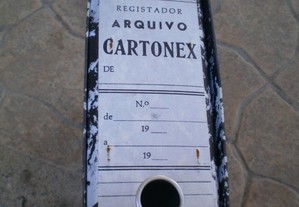 REGISTADOR
ARQUIVO
CARTONEX
DE
N.o
de
19
a
19